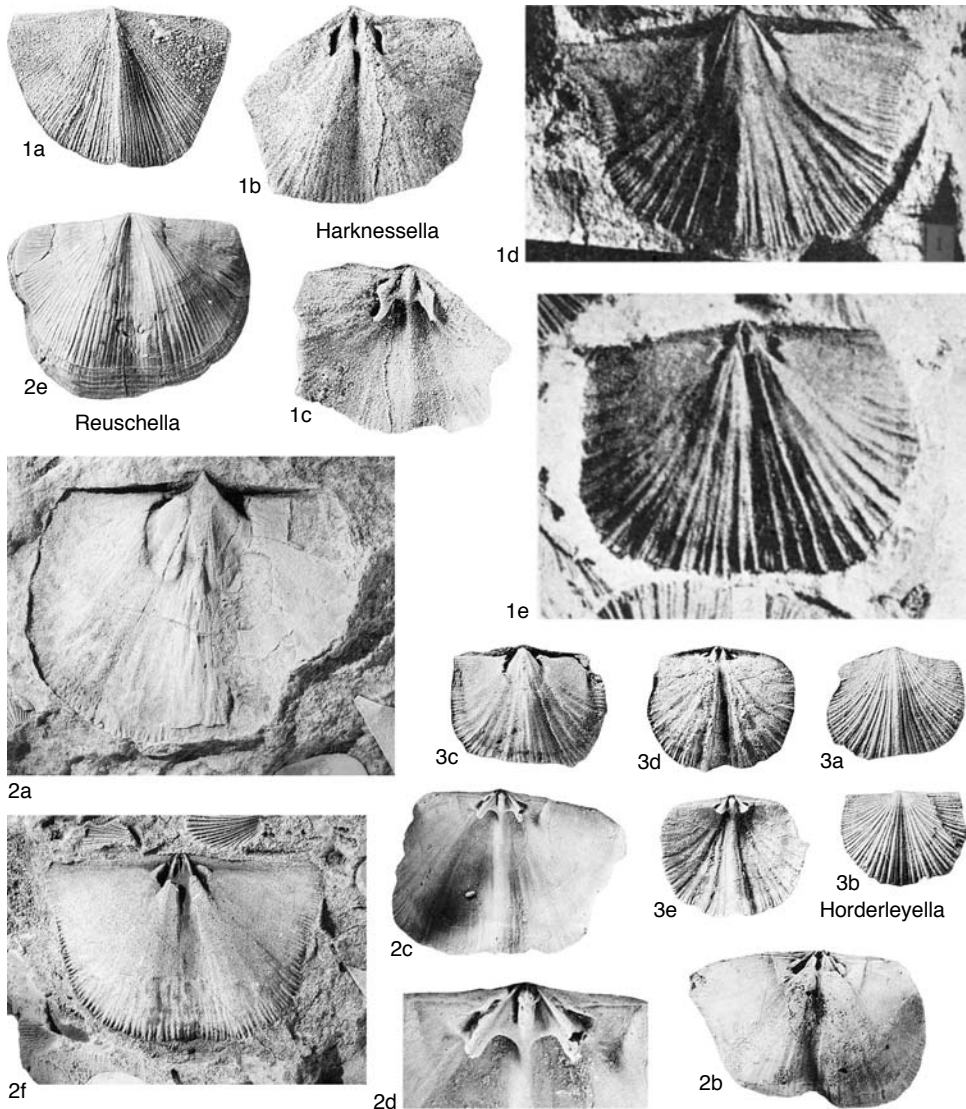 1a
1b
Harknessella
1d
2e
Reuschella
1c
1e
2a
3c
3d
3a
2c
3e
3b
Horderleyella
2f
2d
2b